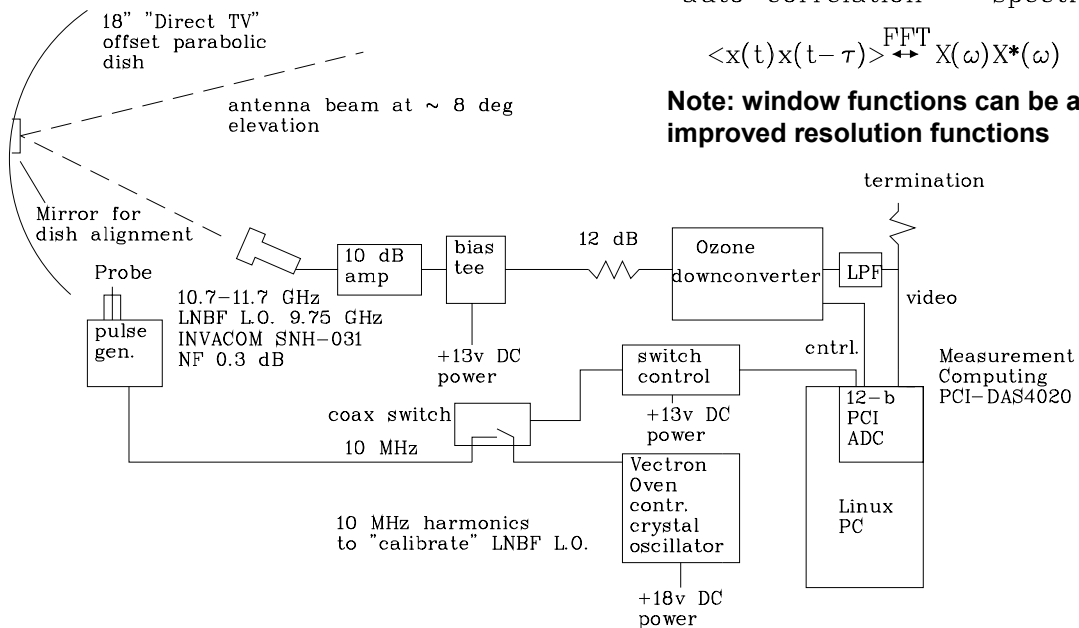 18" "Direct TV"
offset parabolic
dish
<x(t)x(t-τ)> FFT ↔ X(ω)X*(ω)
antenna beam at ~ 8 deg
elevation
Note: window functions can be
improved resolution functions
termination
Mirror for
dish alignment
12 dB
bias
tee
10 dB
amp
Ozone
downconverter
LPF
video
Probe
pulse
gen.
10.7-11.7 GHz
LNBF L.O. 9.75 GHz
INVACOM SNH-031
NF 0.3 dB
+13v DC
power
switch
control
cntrl.
Measurement
Computing
PCI-DAS4020
12-b
PCI
ADC
+13v DC
power
coax switch
10 MHz
Vectron
Oven
contr.
crystal
oscillator
Linux
PC
10 MHz harmonics
to "calibrate" LNBF L.O.
+18v DC
power